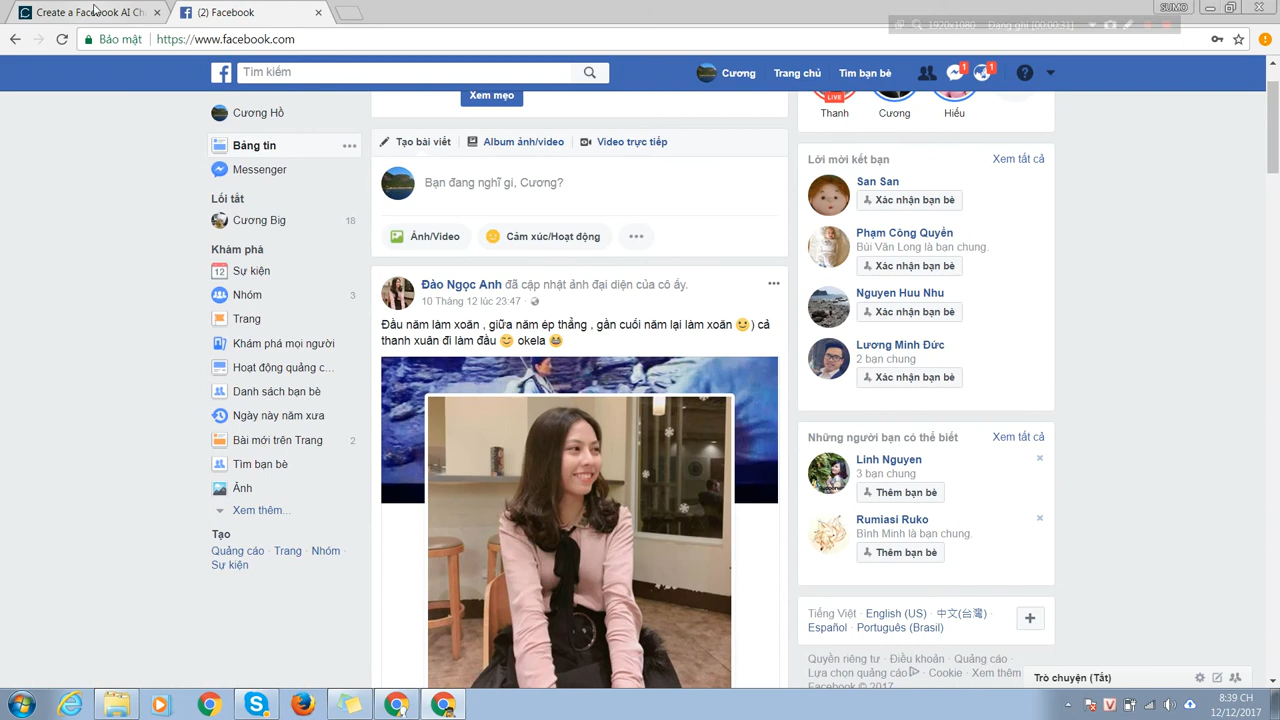 Create a Facebook AI Ch
(2) Facebook
SUMO
1920x1080
Đang ghi [00:00:31]
Bảo mật
https://www.facebook.com
Tìm kiếm
Cương
Trang chủ
Tìm bạn bè
1
1
Cương Hồ
Bảng tin
Messenger
Lối tắt
Cương Big
18
Khám phá
12
Sự kiện
Nhóm
3
Trang
Khám phá mọi người
Hoạt động quảng c...
Danh sách bạn bè
Ngày này năm xưa
Bài mới trên Trang
2
Tìm bạn bè
Ảnh
Xem thêm...
Tạo
Quảng cáo · Trang · Nhóm ·
Sự kiện
Xem mẹo
Tạo bài viết
Album ảnh/video
Video trực tiếp
Bạn đang nghĩ gì, Cương?
Ảnh/Video
Cảm xúc/Hoạt động
Đào Ngọc Anh đã cập nhật ảnh đại diện của cô ấy.
10 Tháng 12 lúc 23:47 ·
Đầu năm làm xoăn , giữa năm ép thẳng , gần cuối năm lại làm xoăn 😉) cả
thanh xuân đi làm đầu 😊 okela 😂
LIVE
Thanh
Cương
Hiếu
Lời mời kết bạn
Xem tất cả
San San
Xác nhận bạn bè
Phạm Công Quyền
Bùi Văn Long là bạn chung.
Xác nhận bạn bè
Nguyen Huu Nhu
Xác nhận bạn bè
Lương Minh Đức
2 bạn chung
Xác nhận bạn bè
Những người bạn có thể biết
Xem tất cả
Linh Nguyen
3 bạn chung
Thêm bạn bè
Rumiasi Ruko
Bình Minh là bạn chung.
Thêm bạn bè
Tiếng Việt · English (US) · 中文(台灣) ·
Español · Português (Brasil)
Quyền riêng tư · Điều khoản · Quảng cáo ·
Lựa chọn quảng cáo · Cookie · Xem thêm
Facebook © 2017
Trò chuyện (Tắt)
8:39 CH
12/12/2017